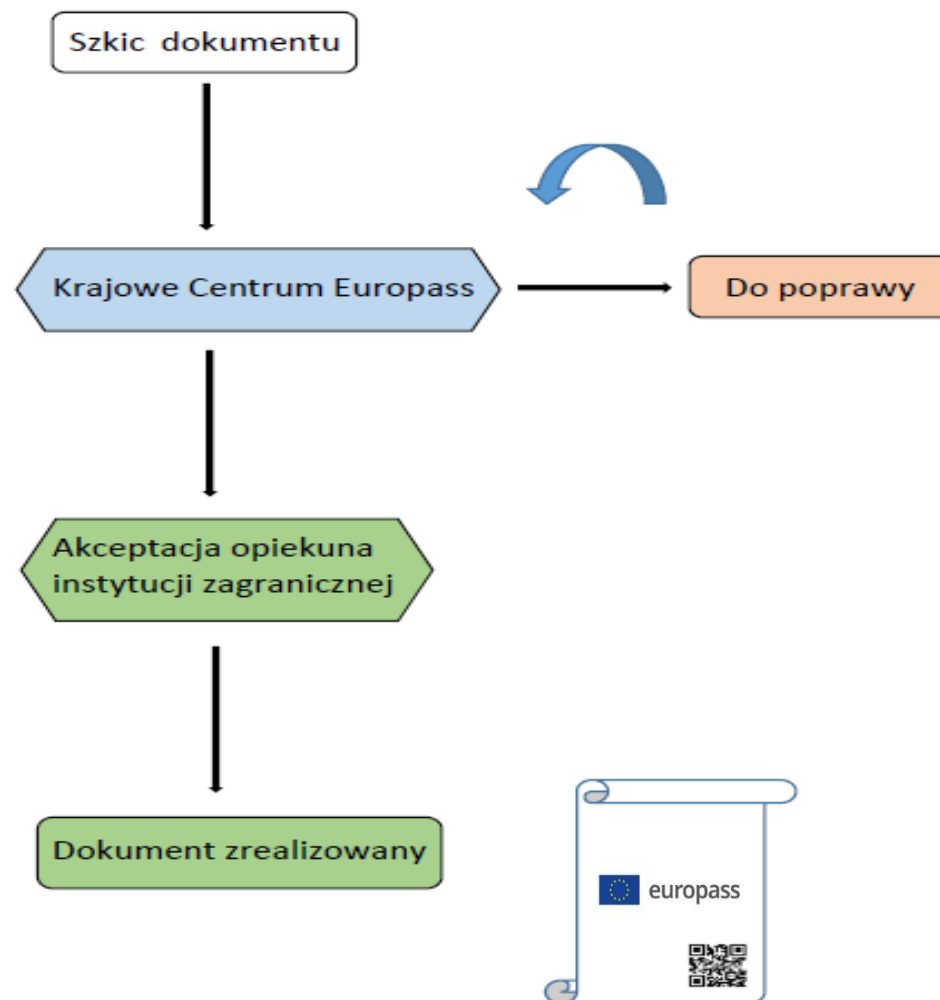 Szkic dokumentu
Krajowe Centrum Europass
Do poprawy
Akceptacja opiekuna
instytucji zagranicznej
Dokument zrealizowany
europass